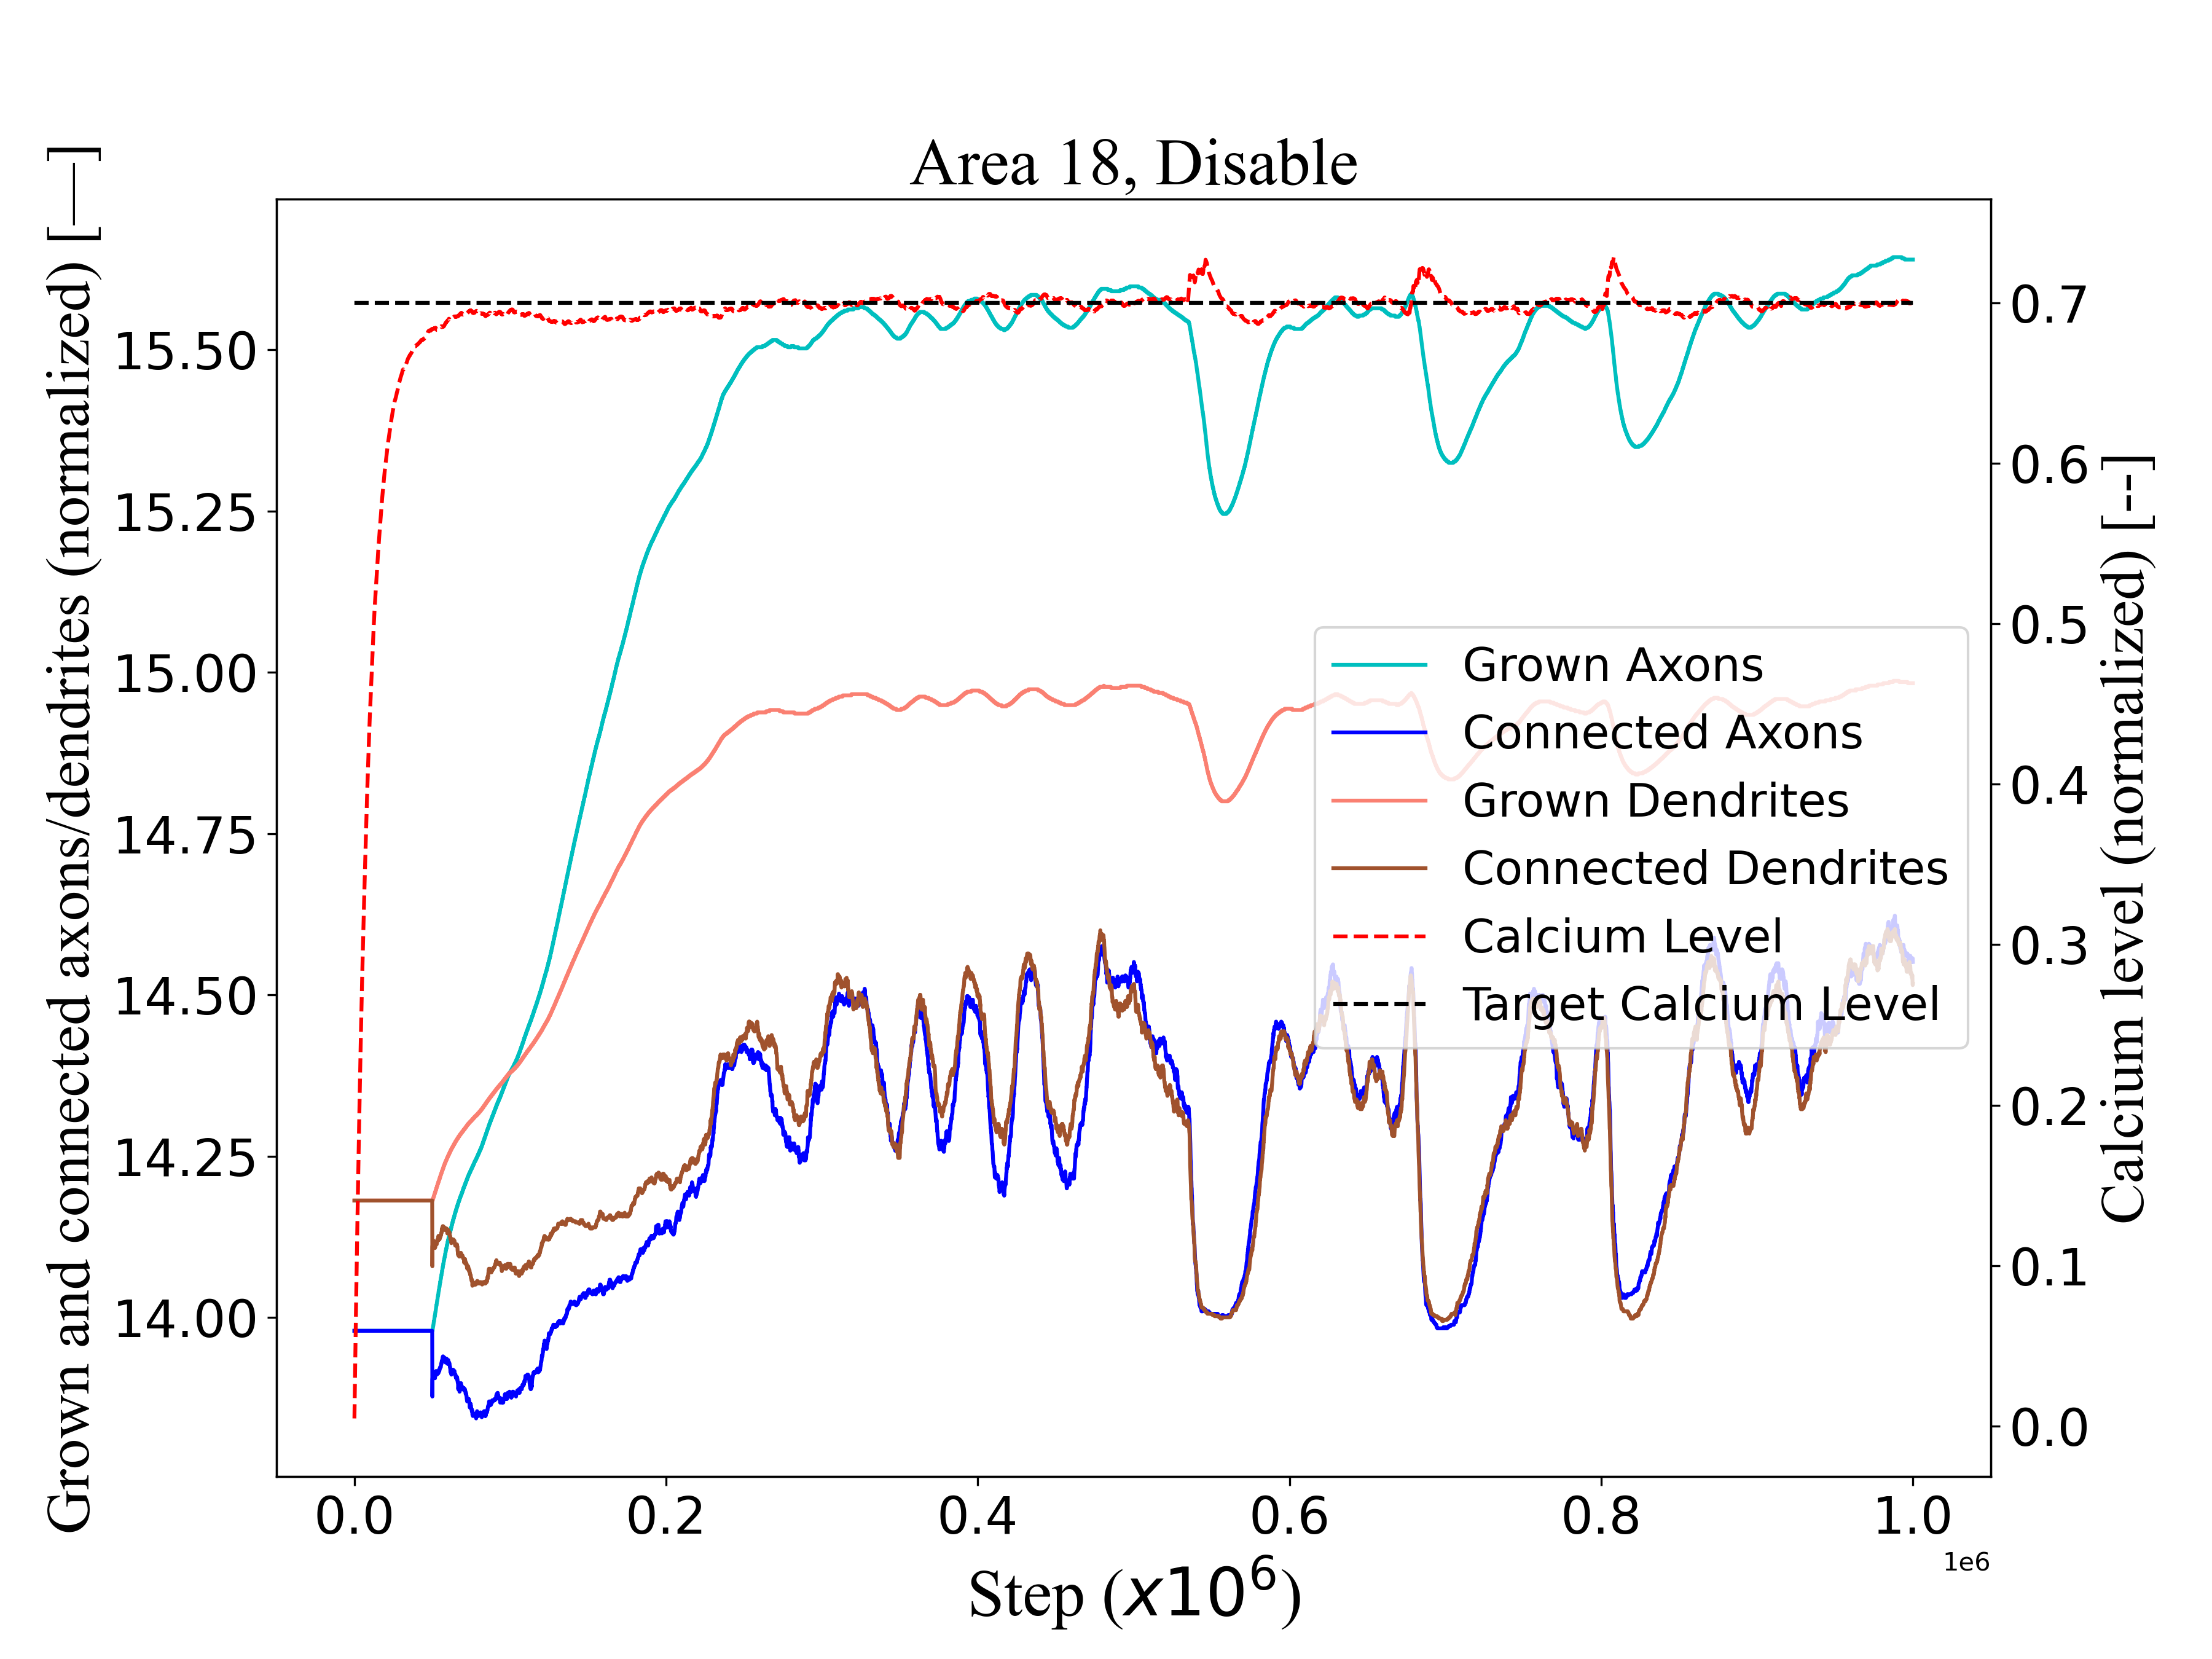 Area 18, Disable
Grown and connected axons/dendrites (normalized) [—]
15.50
15.25
15.00
14.75
14.50
14.25
14.00
0.7
0.6
0.5
0.4
0.3
0.2
0.1
0.0
Calcium level (normalized) [--]
Grown Axons
Connected Axons
Grown Dendrites
Connected Dendrites
Calcium Level
Target Calcium Level
0.0 0.2 0.4 0.6 0.8 1.0
1e6
Step (x10⁶)